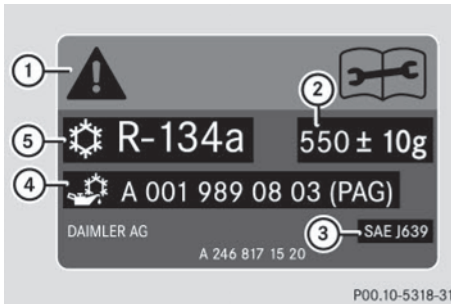 1
2
5 R-134a 550 ± 10g
4 A 001 989 08 03 (PAG)
DAIMLER AG 3 SAE J639
A 246 817 15 20
P00.10-5318-31